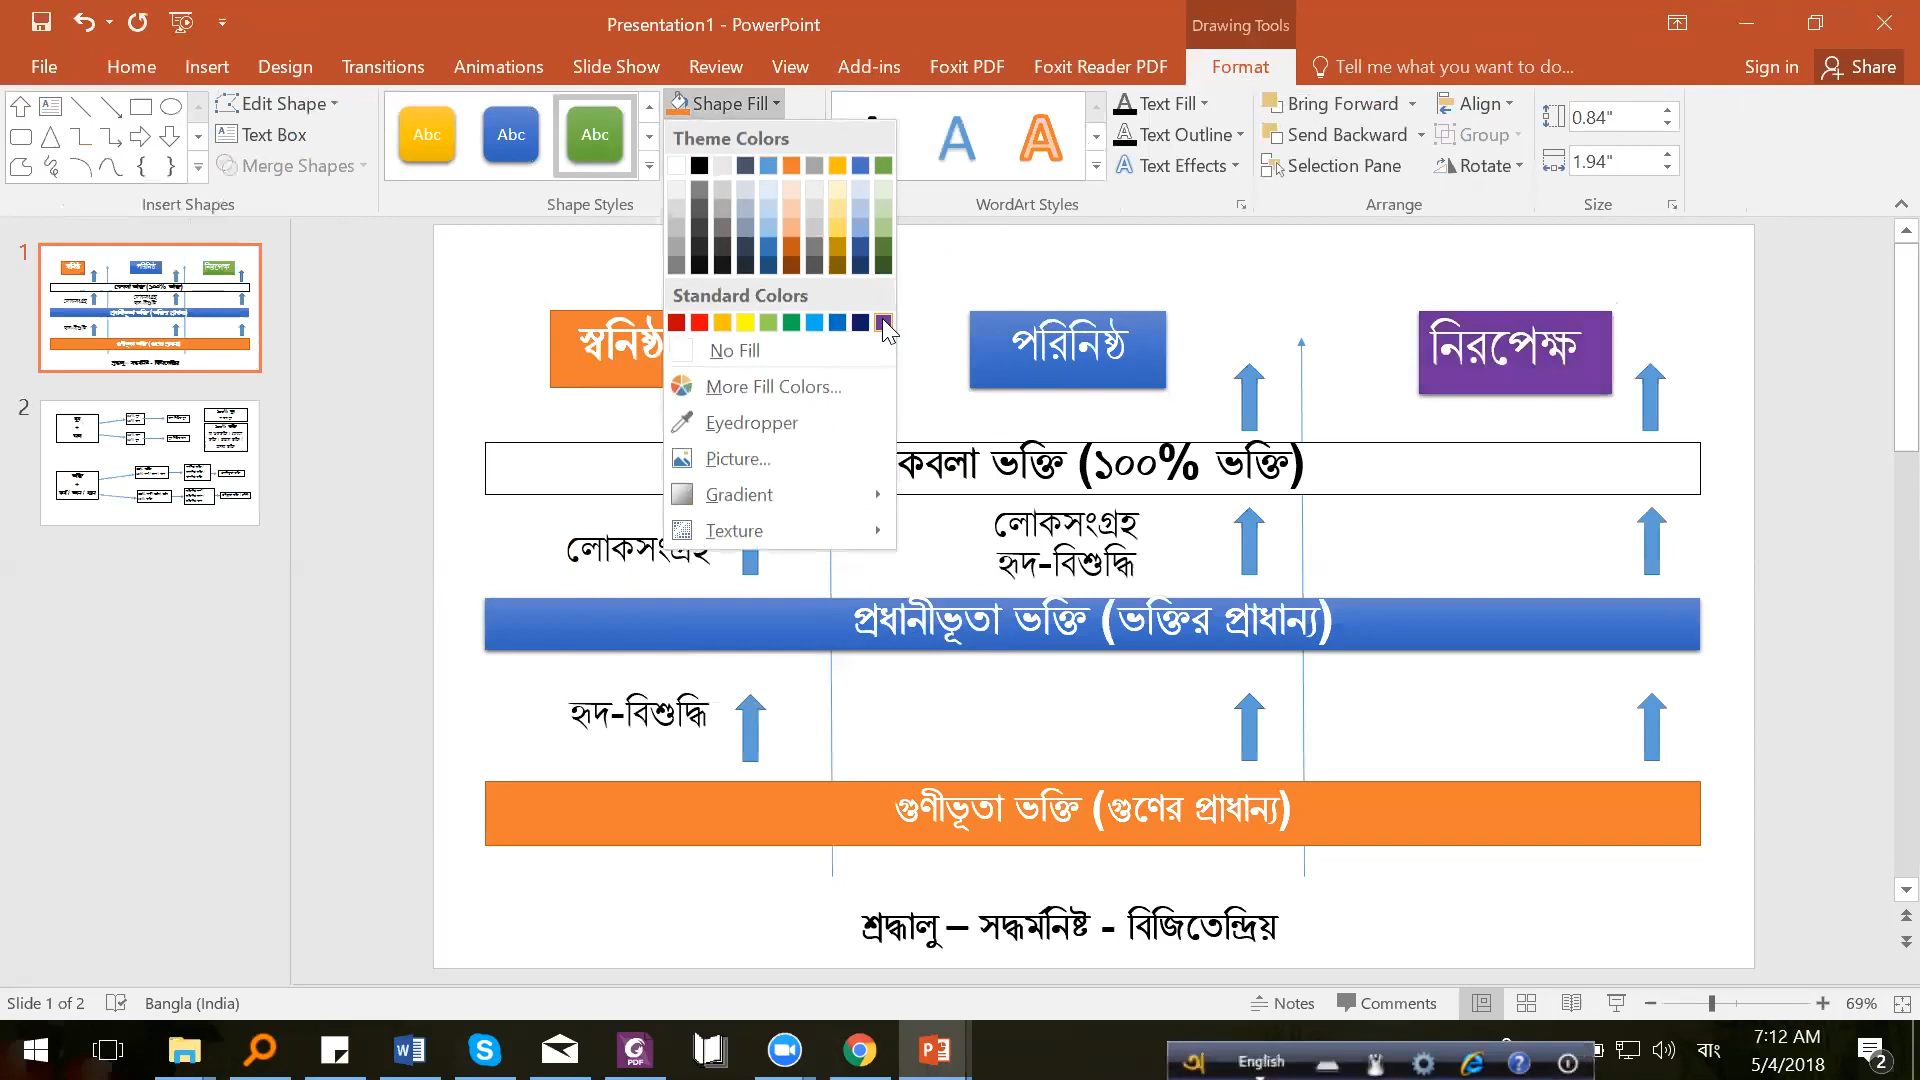 Presentation1 - PowerPoint
Drawing Tools
File Home Insert Design Transitions Animations Slide Show Review View Add-ins Foxit PDF Foxit Reader PDF Format Tell me what you want to do... Sign in Share
Edit Shape
Text Box
Merge Shapes
Insert Shapes
Abc Abc Abc
Shape Styles
Shape Fill
Theme Colors
Standard Colors
No Fill
More Fill Colors...
Eyedropper
Picture...
Gradient
Texture
A A
WordArt Styles
Text Fill
Text Outline
Text Effects
Bring Forward
Send Backward
Selection Pane
Align
Group
Rotate
Arrange
0.84"
1.94"
Size
1
2
স্বনিষ্ঠ
পরিনিষ্ঠ
নিরপেক্ষ
কেবলা ভক্তি (১০০% ভক্তি)
লোকসংগ্রহ
লোকসংগ্রহ
হৃদ-বিশুদ্ধি
প্রধানীভূতা ভক্তি (ভক্তির প্রাধান্য)
হৃদ-বিশুদ্ধি
গুণীভূতা ভক্তি (গুণের প্রাধান্য)
শ্রদ্ধালু – সদ্ধর্মনিষ্ট - বিজিতেন্দ্রিয়
Slide 1 of 2 Bangla (India) Notes Comments 69%
English
বাং
7:12 AM
5/4/2018
2